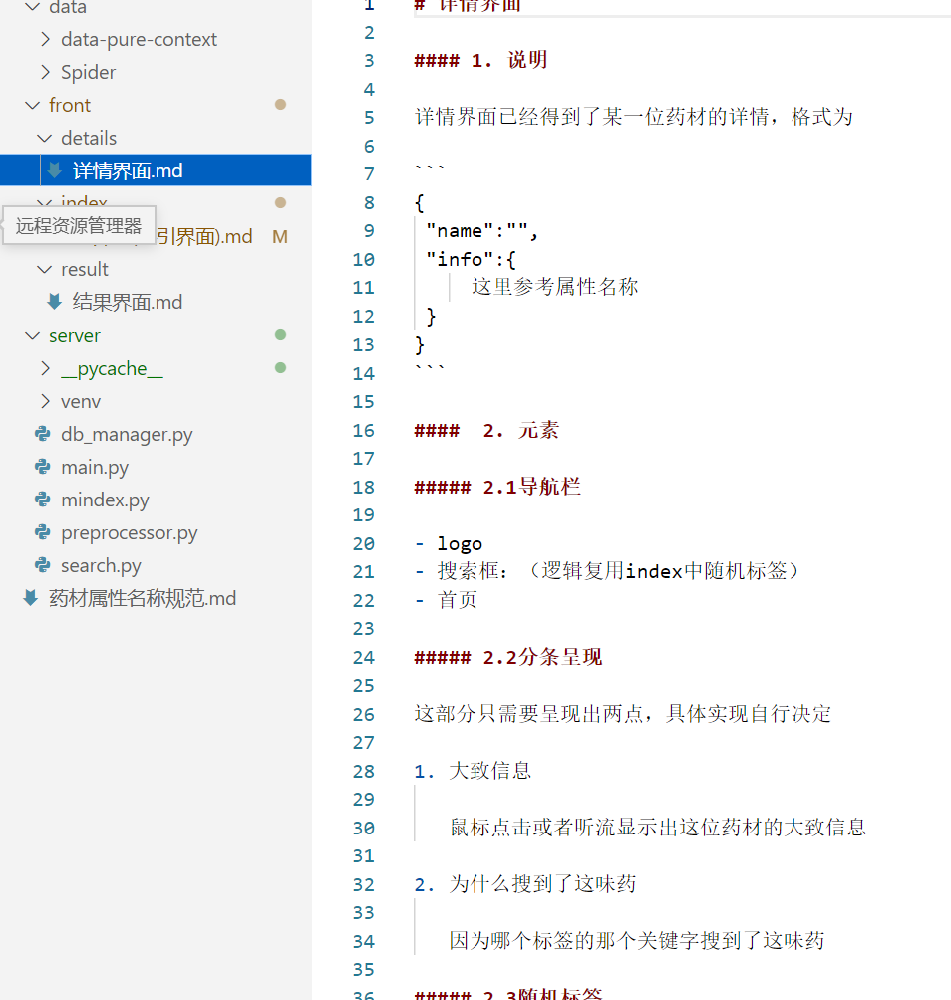 data
data-pure-context
Spider
front
details
详情界面.md
index
远程资源管理器
引界面).md M
result
结果界面.md
server
__pycache__
venv
db_manager.py
main.py
mindex.py
preprocessor.py
search.py
药材属性名称规范.md
1 # 详情界面
2
3 #### 1. 说明
4
5 详情界面已经得到了某一位药材的详情，格式为
6
7 ```
8 {
9 "name":"",
10 "info":{
11 这里参考属性名称
12 }
13 }
14 ```
15
16 ####  2. 元素
17
18 ##### 2.1导航栏
19
20 - logo
21 - 搜索框：（逻辑复用index中随机标签）
22 - 首页
23
24 ##### 2.2分条呈现
25
26 这部分只需要呈现出两点，具体实现自行决定
27
28 1. 大致信息
29
30 鼠标点击或者听流显示出这位药材的大致信息
31
32 2. 为什么搜到了这味药
33
34 因为哪个标签的那个关键字搜到了这味药
35
36 ##### 2.3随机标签